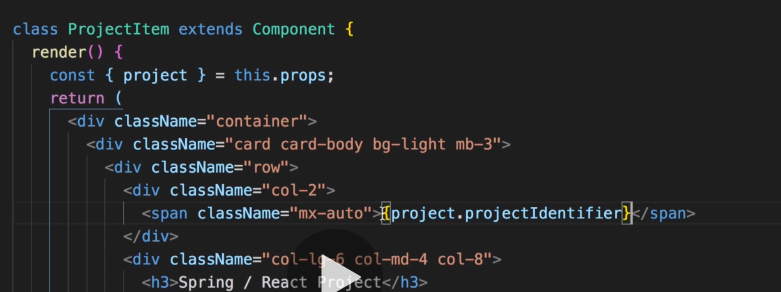 class ProjectItem extends Component {
render() {
const { project } = this.props;
return (
<div className="container">
<div className="card card-body bg-light mb-3">
<div className="row">
<div className="col-2">
<span className="mx-auto">{project.projectIdentifier}</span>
</div>
<div className="col-lg-6 col-md-4 col-8">
<h3>Spring / React Project</h3>